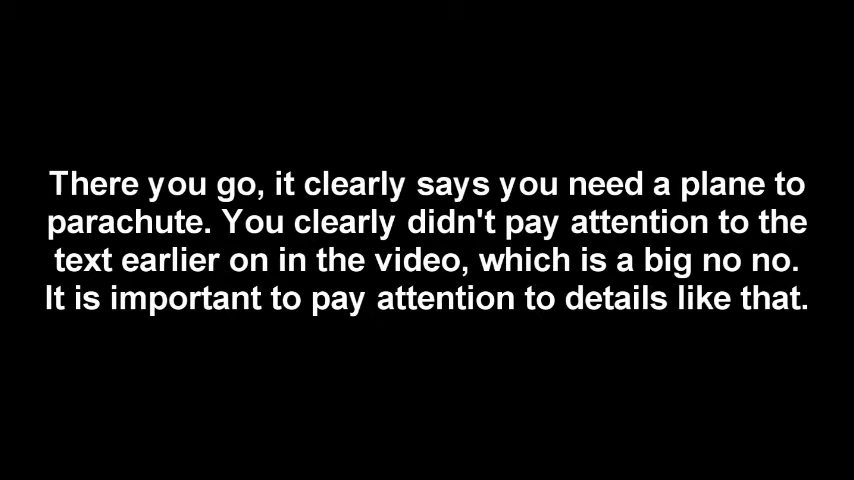 There you go, it clearly says you need a plane to
parachute. You clearly didn't pay attention to the
text earlier on in the video, which is a big no no.
It is important to pay attention to details like that.